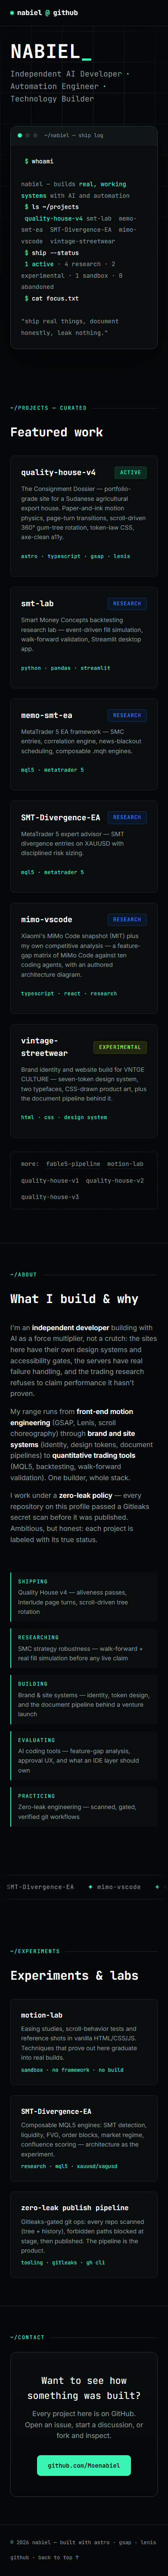 nabiel @ github
NABIEL_
Independent AI Developer ·
Automation Engineer ·
Technology Builder
~/nabiel — ship log
$ whoami
nabiel — builds real, working
systems with AI and automation
$ ls ~/projects
quality-house-v4 smt-lab memo-
smt-ea SMT-Divergence-EA mimo-
vscode vintage-streetwear
$ ship --status
1 active · 4 research · 2
experimental · 1 sandbox · 0
abandoned
$ cat focus.txt
"ship real things, document
honestly, leak nothing."
~/PROJECTS — CURATED
Featured work
quality-house-v4
ACTIVE
The Consignment Dossier — portfolio-
grade site for a Sudanese agricultural
export house. Paper-and-ink motion
physics, page-turn transitions, scroll-driven
360° gum-tree rotation, token-law CSS,
axe-clean a11y.
astro · typescript · gsap · lenis
smt-lab
RESEARCH
Smart Money Concepts backtesting
research lab — event-driven fill simulation,
walk-forward validation, Streamlit desktop
app.
python · pandas · streamlit
memo-smt-ea
RESEARCH
MetaTrader 5 EA framework — SMC
entries, correlation engine, news-blackout
scheduling, composable .mqh engines.
mql5 · metatrader 5
SMT-Divergence-EA
RESEARCH
MetaTrader 5 expert advisor — SMT
divergence entries on XAUUSD with
disciplined risk sizing.
mql5 · metatrader 5
mimo-vscode
RESEARCH
Xiaomi's MiMo Code snapshot (MIT) plus
my own competitive analysis — a feature-
gap matrix of MiMo Code against ten
coding agents, with an authored
architecture diagram.
typescript · react · research
vintage-
streetwear
EXPERIMENTAL
Brand identity and website build for VNTGE
CULTURE — seven-token design system,
two typefaces, CSS-drawn product art, plus
the document pipeline behind it.
html · css · design system
more: fable5-pipeline motion-lab
quality-house-v1 quality-house-v2
quality-house-v3
~/ABOUT
What I build & why
I'm an independent developer building with
AI as a force multiplier, not a crutch: the sites
here have their own design systems and
accessibility gates, the servers have real
failure handling, and the trading research
refuses to claim performance it hasn't
proven.
My range runs from front-end motion
engineering (GSAP, Lenis, scroll
choreography) through brand and site
systems (identity, design tokens, document
pipelines) to quantitative trading tools
(MQL5, backtesting, walk-forward
validation). One builder, whole stack.
I work under a zero-leak policy — every
repository on this profile passed a Gitleaks
secret scan before it was published.
Ambitious, but honest: each project is
labeled with its true status.
SHIPPING
Quality House v4 — aliveness passes,
Interlude page turns, scroll-driven tree
rotation
RESEARCHING
SMC strategy robustness — walk-forward +
real fill simulation before any live claim
BUILDING
Brand & site systems — identity, token design,
and the document pipeline behind a venture
launch
EVALUATING
AI coding tools — feature-gap analysis,
approval UX, and what an IDE layer should
own
PRACTICING
Zero-leak engineering — scanned, gated,
verified git workflows
SMT-Divergence-EA ✦ mimo-vscode ✦
~/EXPERIMENTS
Experiments & labs
motion-lab
Easing studies, scroll-behavior tests and
reference shots in vanilla HTML/CSS/JS.
Techniques that prove out here graduate
into real builds.
sandbox · no framework · no build
SMT-Divergence-EA
Composable MQL5 engines: SMT detection,
liquidity, FVG, order blocks, market regime,
confluence scoring — architecture as the
experiment.
research · mql5 · xauusd/xagusd
zero-leak publish pipeline
Gitleaks-gated git ops: every repo scanned
(tree + history), forbidden paths blocked at
stage, then published. The pipeline is the
product.
tooling · gitleaks · gh cli
~/CONTACT
Want to see how
something was built?
Every project here is on GitHub.
Open an issue, start a discussion, or
fork and inspect.
github.com/Moenabiel
© 2026 nabiel — built with astro · gsap · lenis
github · back to top ↑